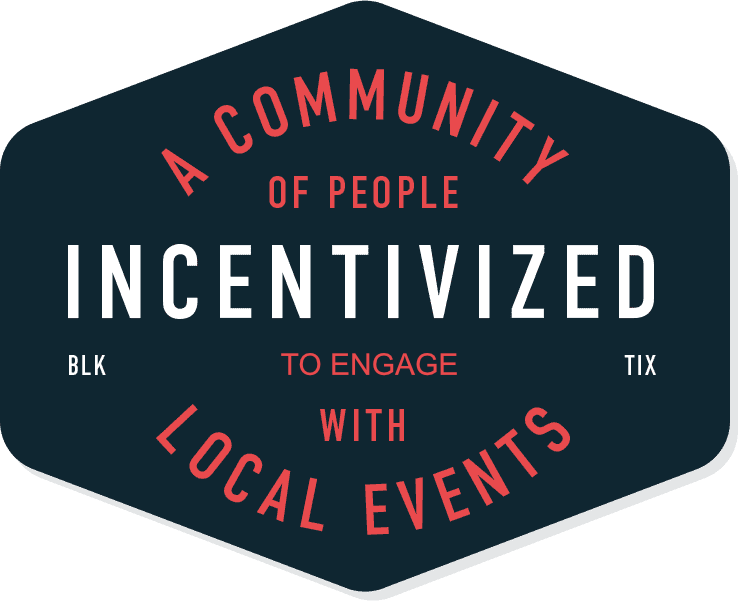 A COMMUNITY
OF PEOPLE
INCENTIVIZED
BLK TO ENGAGE TIX
WITH
LOCAL EVENTS